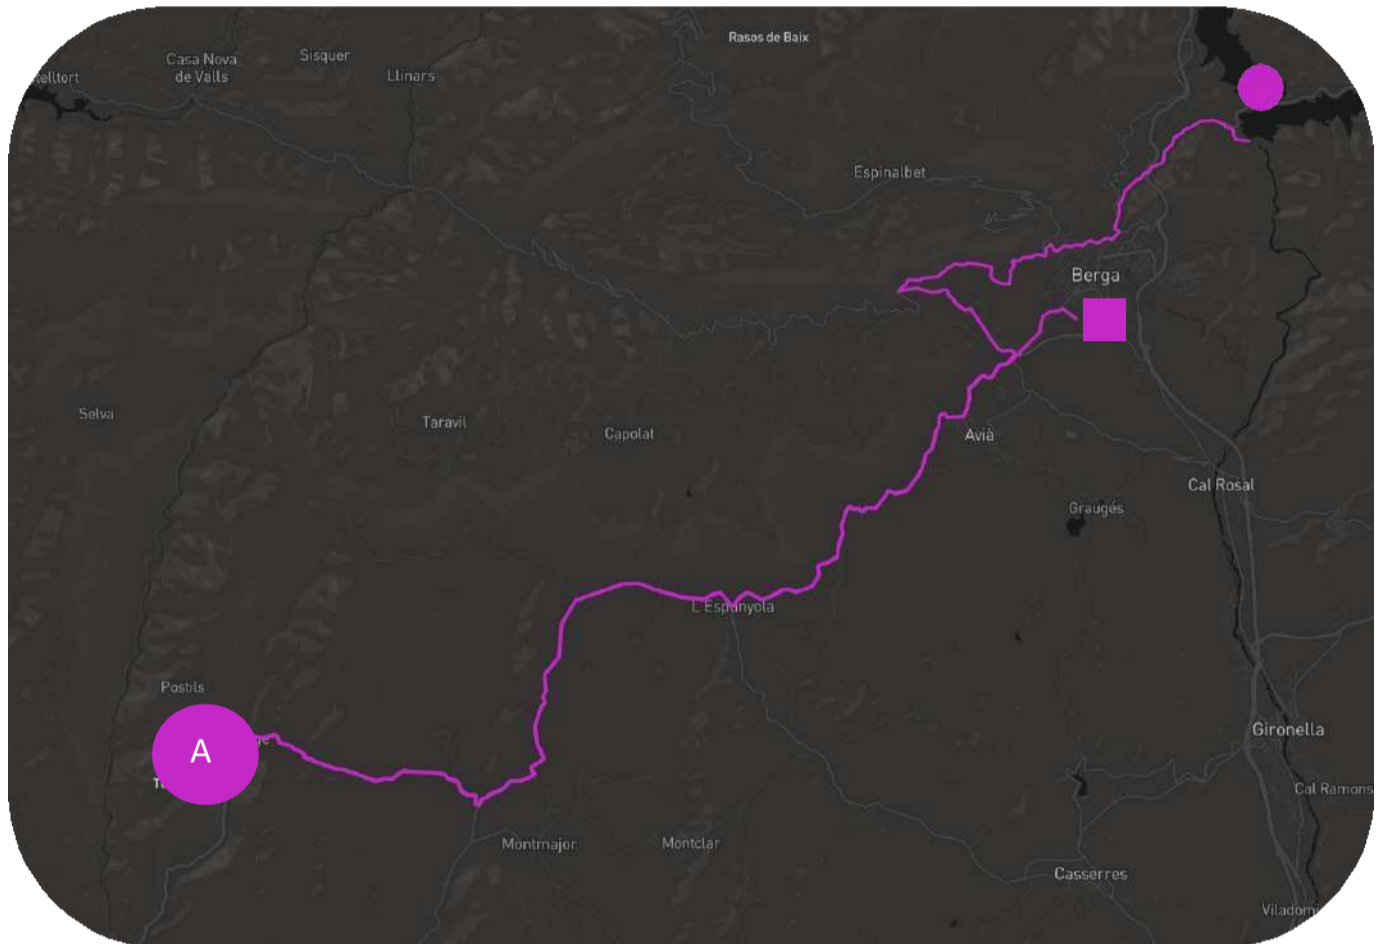 Rasos de Baix
Casa Nova
de Valls
Sisquer
Llinars
Espinalbet
Berga
Selva
Taravil
Capolat
Avià
Cal Rosal
Graugés
L Espanyola
Postils
A
Gironella
Cal Ramons
Montmajor
Montclar
Casserres